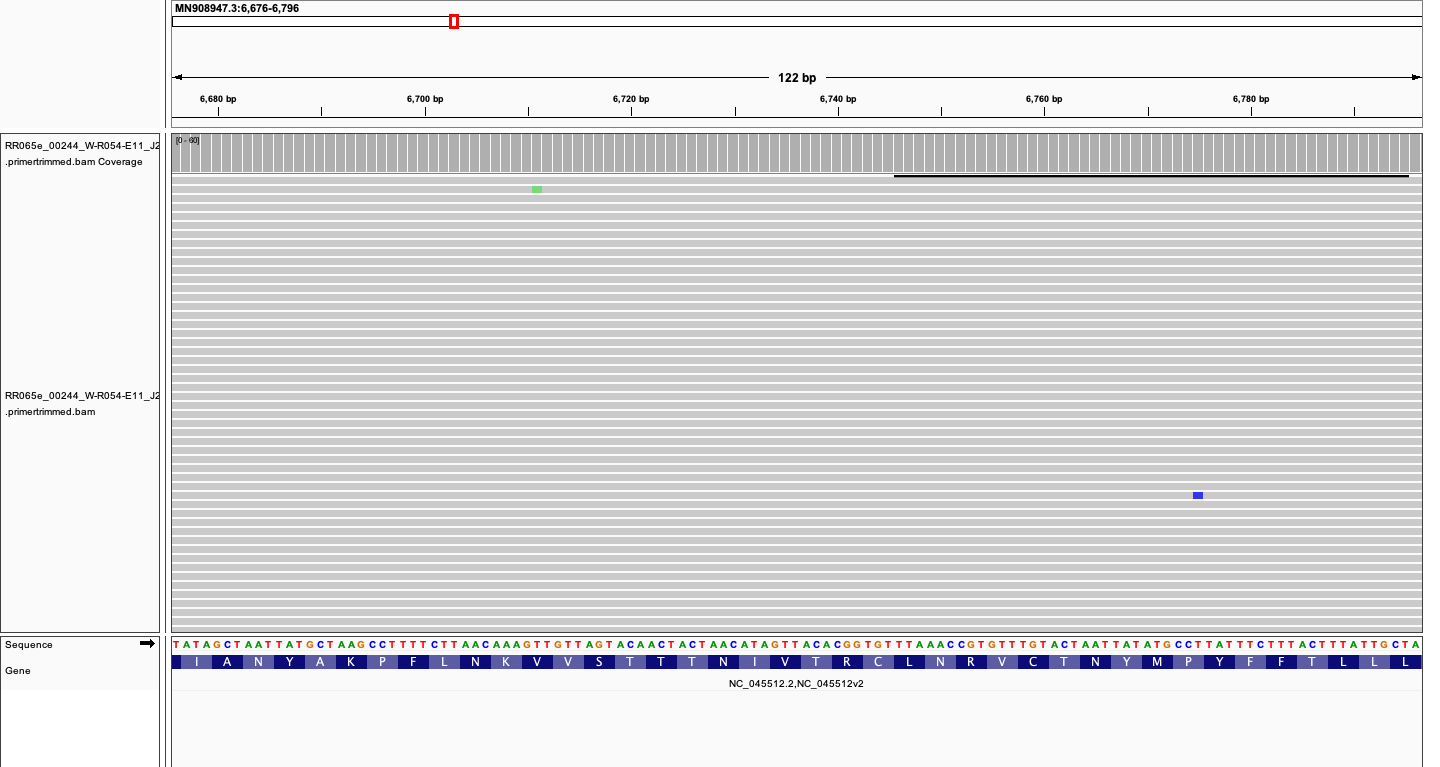 MN908947.3:6,676-6,796
122 bp
6,680 bp 6,700 bp 6,720 bp 6,740 bp 6,760 bp 6,780 bp
RR065e_00244_W-R054-E11_J2
.primertrimmed.bam Coverage
[0 - 60]
RR065e_00244_W-R054-E11_J2
.primertrimmed.bam
Sequence
TATAGCTAATTATGCTAAGCCTTTTCTTAACAAAGTTGTTAGTACAACTACTAACATAGTTACACGGTGTTTAAACCGTGTTTGTACTAATTATATGCCTTATTTCTTTACTTTATTGCTA
Gene
I A N Y A K P F L N K V V S T T T N I V T R C L N R V C T N Y M P Y F F T L L L
NC_045512.2,NC_045512v2